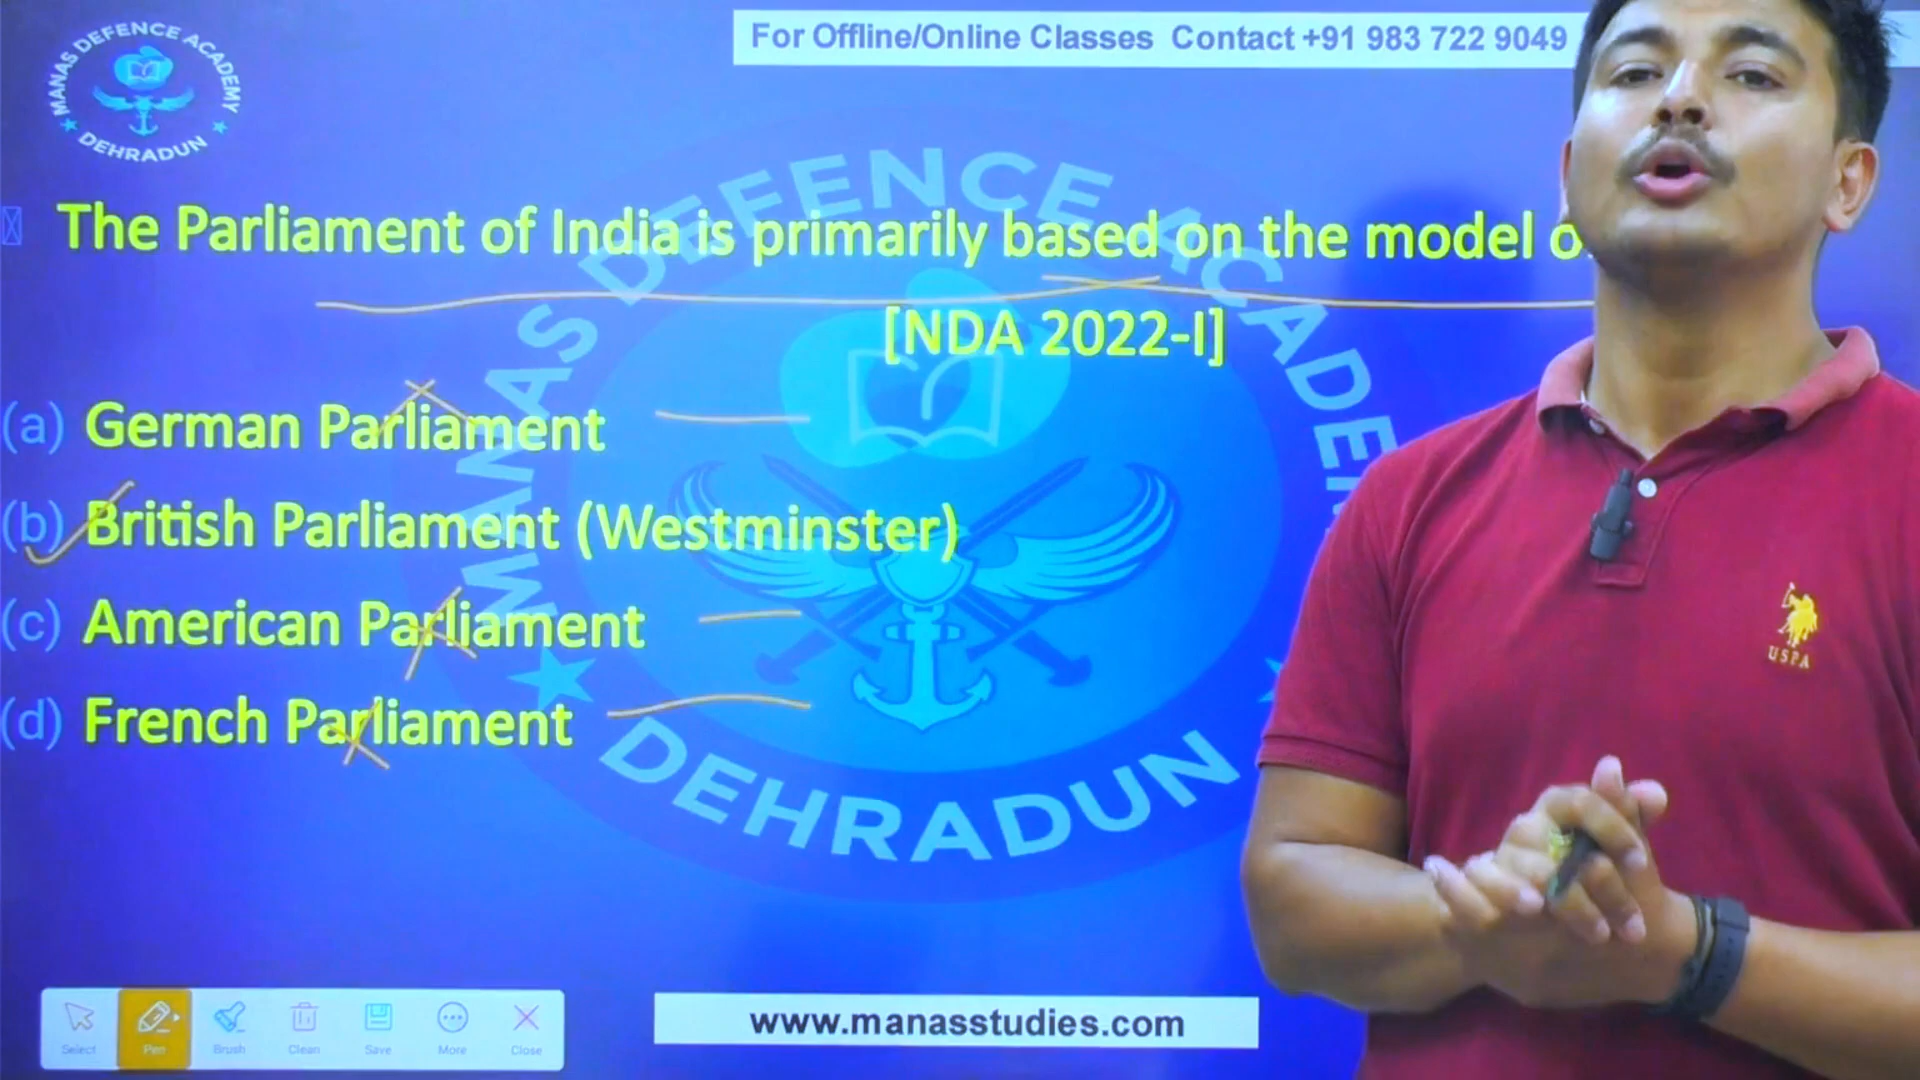 For Offline/Online Classes Contact +91 983 722 9049
MANAS DEFENCE ACADEMY
DEHRADUN
The Parliament of India is primarily based on the model
[NDA 2022-I]
(a) German Parliament
(b) British Parliament (Westminster)
(c) American Parliament
(d) French Parliament
MANAS DEFENCE ACADEM
DEHRADUN
USPA
Select Pen Brush Clean Save More Close
www.manasstudies.com